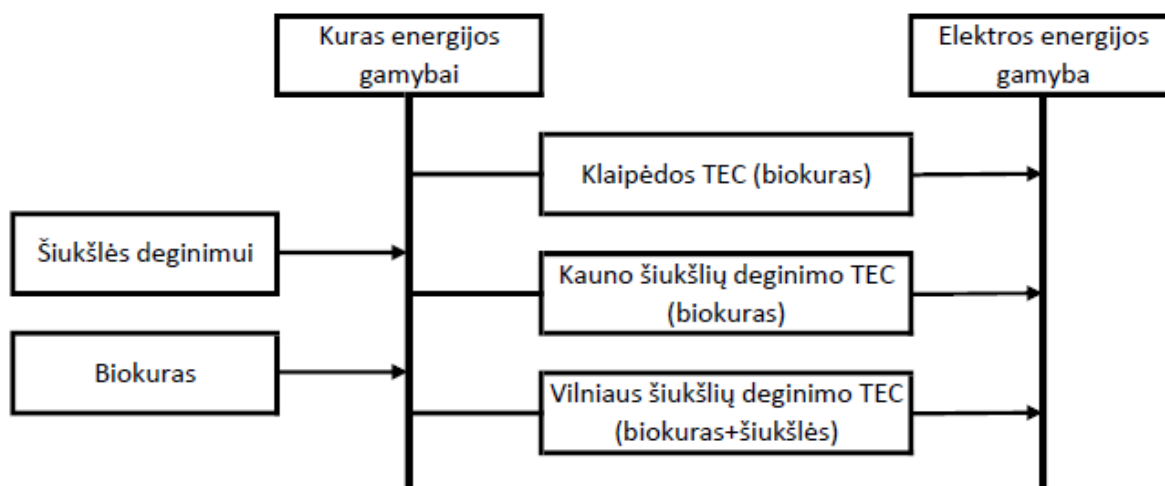 Kuras energijos
gamybai
Elektros energijos
gamyba
Klaipėdos TEC (biokuras)
Šiukšlės deginimui
Kauno šiukšlių deginimo TEC
(biokuras)
Biokuras
Vilniaus šiukšlių deginimo TEC
(biokuras+šiukšlės)